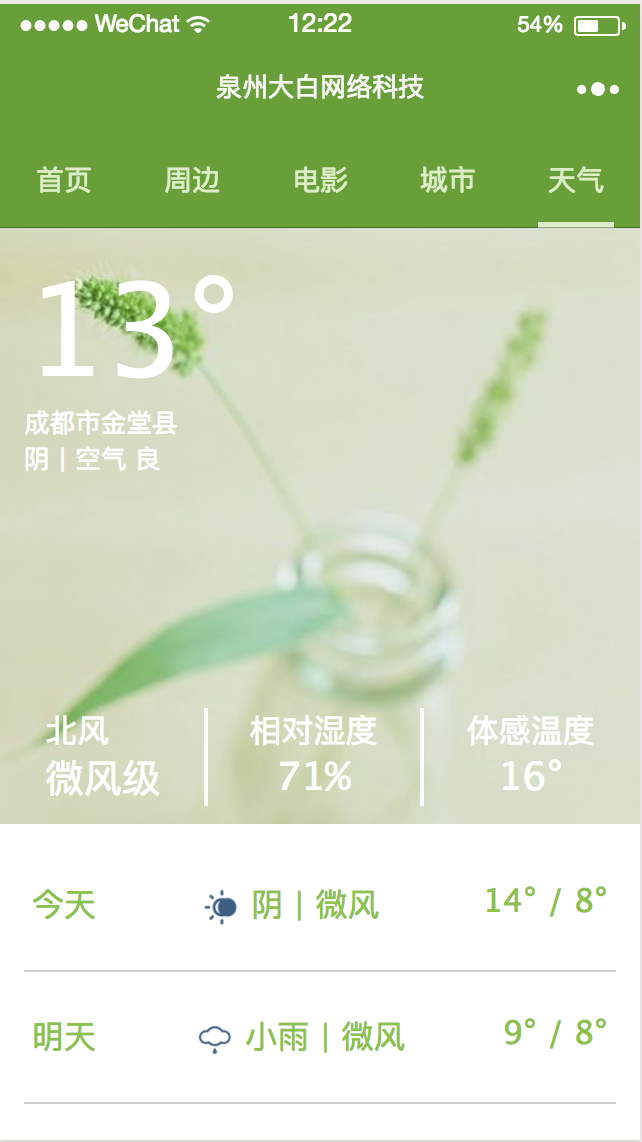 WeChat 12:22 54%
泉州大白网络科技
首页 周边 电影 城市 天气
13°
成都市金堂县
阴 | 空气 良
北风 相对湿度 体感温度
微风级 71% 16°
今天 阴 | 微风 14° / 8°
明天 小雨 | 微风 9° / 8°